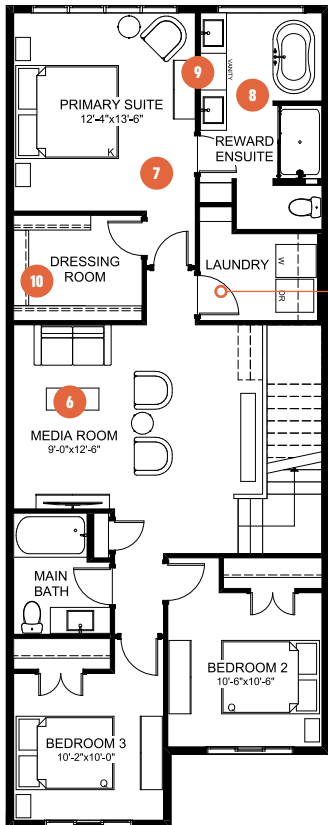 9
VANITY
8
PRIMARY SUITE
12'-4"x13'-6"
K
REWARD
ENSUITE
7
DRESSING
ROOM
10
LAUNDRY
W
DR
6
MEDIA ROOM
9'-0"x12'-6"
MAIN
BATH
BEDROOM 2
10'-6"x10'-6"
Q
BEDROOM 3
10'-2"x10'-0"
Q